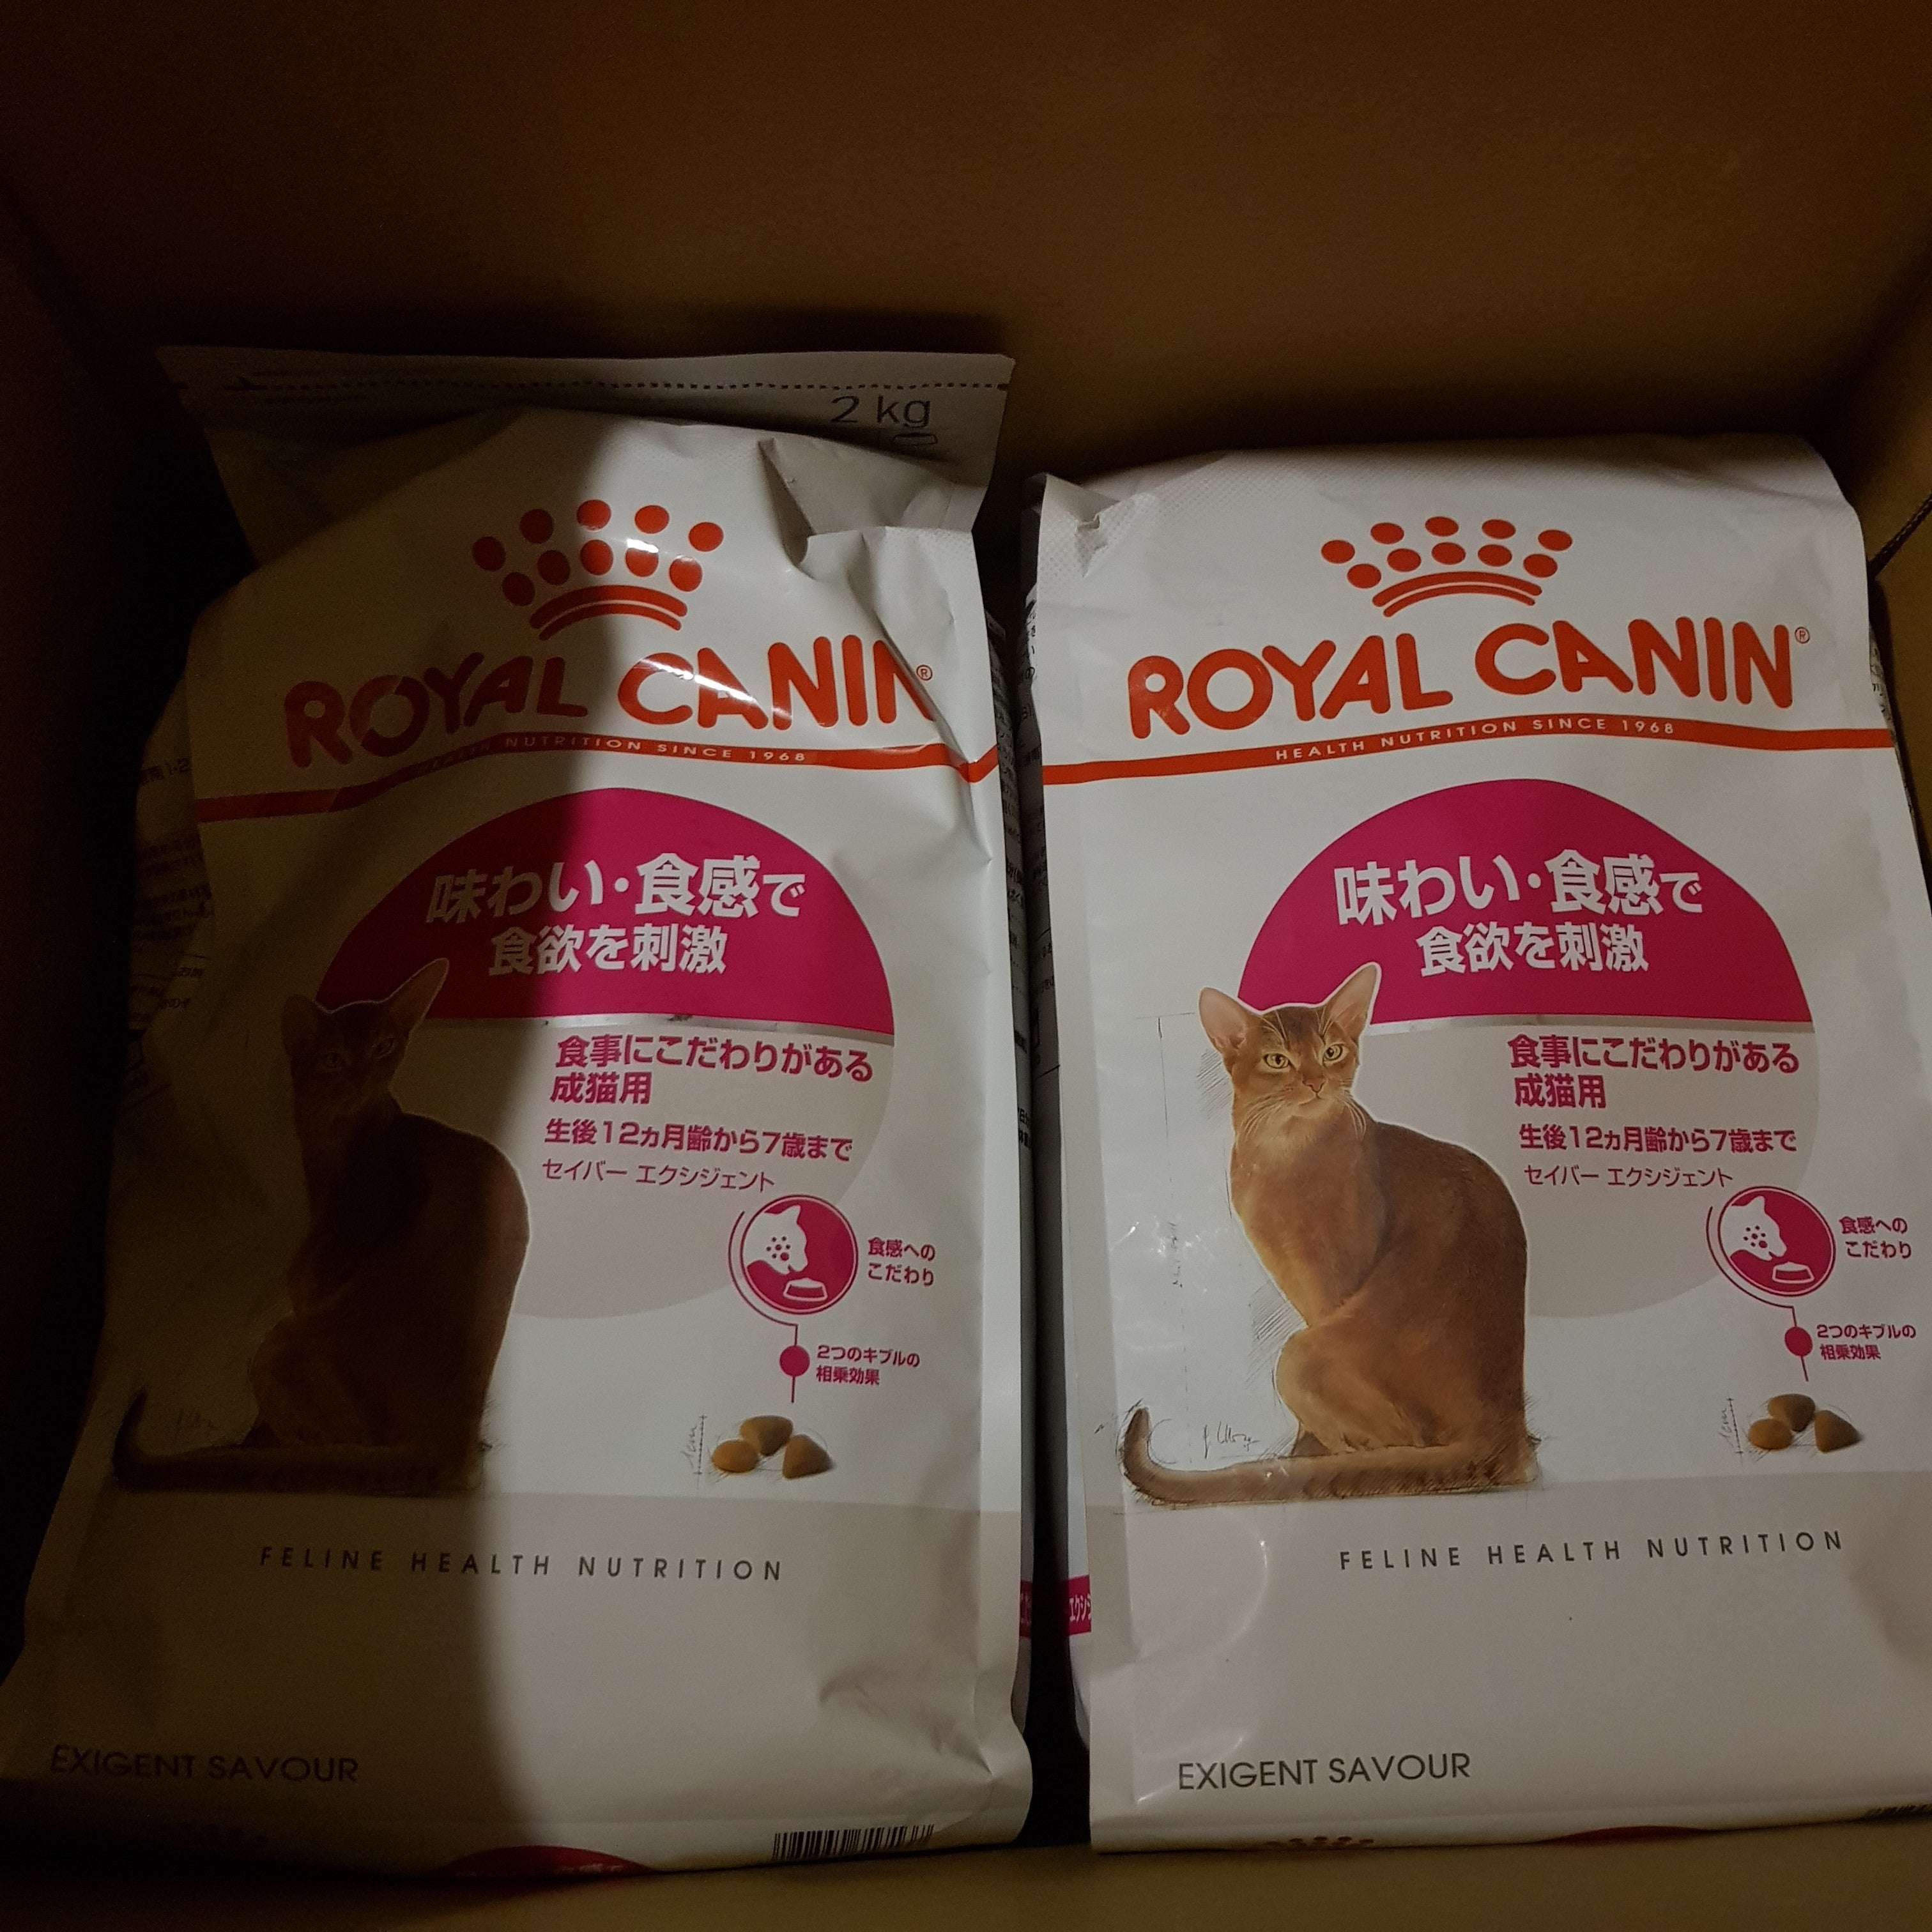 2 kg
ROYAL CANIN®
HEALTH NUTRITION SINCE 1968
味わい・食感で
食欲を刺激
食事にこだわりがある
成猫用
生後12ヵ月齢から7歳まで
セイバー エクシジェント
食感への
こだわり
2つのキブルの
相乗効果
1cm
FELINE HEALTH NUTRITION
EXIGENT SAVOUR
ROYAL CANIN®
HEALTH NUTRITION SINCE 1968
味わい・食感で
食欲を刺激
食事にこだわりがある
成猫用
生後12ヵ月齢から7歳まで
セイバー エクシジェント
食感への
こだわり
2つのキブルの
相乗効果
1cm
FELINE HEALTH NUTRITION
EXIGENT SAVOUR